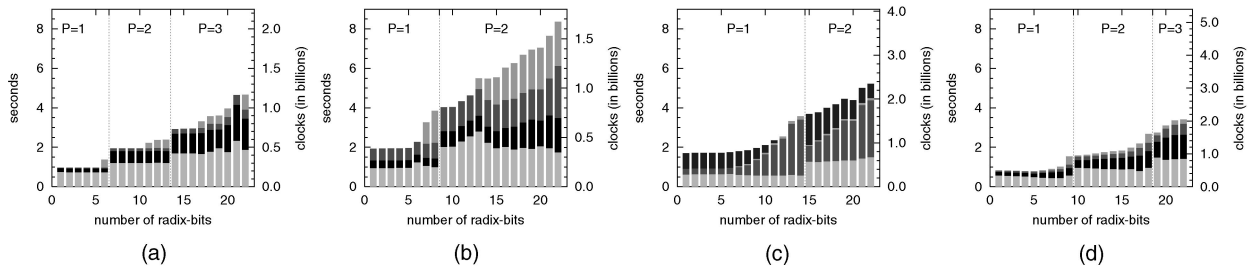 P=1 P=2 P=3
8
6
4
2
0
seconds
2.0
1.5
1.0
0.5
0.0
clocks (in billions)
0 5 10 15 20
number of radix-bits
(a)
P=1 P=2
8
6
4
2
0
seconds
1.5
1.0
0.5
0.0
clocks (in billions)
0 5 10 15 20
number of radix-bits
(b)
P=1 P=2
8
6
4
2
0
seconds
4.0
3.0
2.0
1.0
4.0
clocks (in billions)
0 5 10 15 20
number of radix-bits
(c)
P=1 P=2 P=3
8
6
4
2
0
seconds
5.0
4.0
3.0
2.0
1.0
0.0
clocks (in billions)
0 5 10 15 20
number of radix-bits
(d)